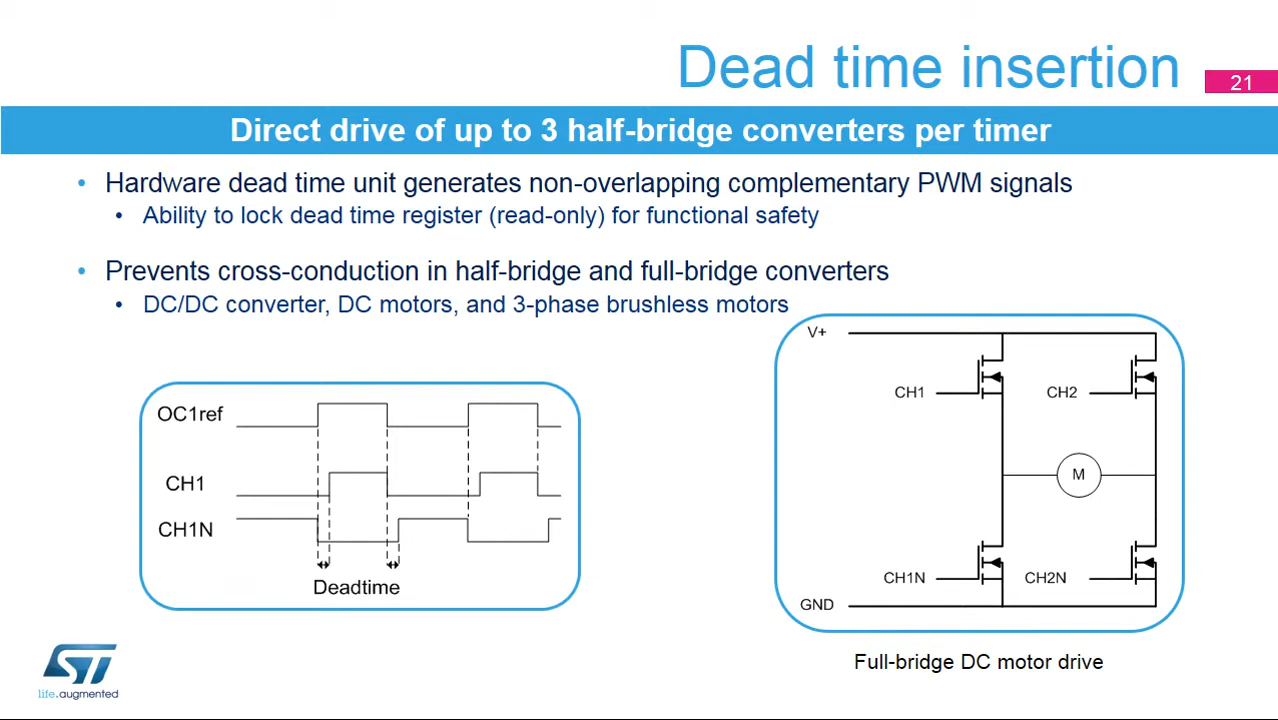 Dead time insertion
21
Direct drive of up to 3 half-bridge converters per timer
• Hardware dead time unit generates non-overlapping complementary PWM signals
• Ability to lock dead time register (read-only) for functional safety
• Prevents cross-conduction in half-bridge and full-bridge converters
• DC/DC converter, DC motors, and 3-phase brushless motors
OC1ref
CH1
CH1N
Deadtime
V+
CH1
CH2
M
CH1N
CH2N
GND
Full-bridge DC motor drive
ST
life.augmented